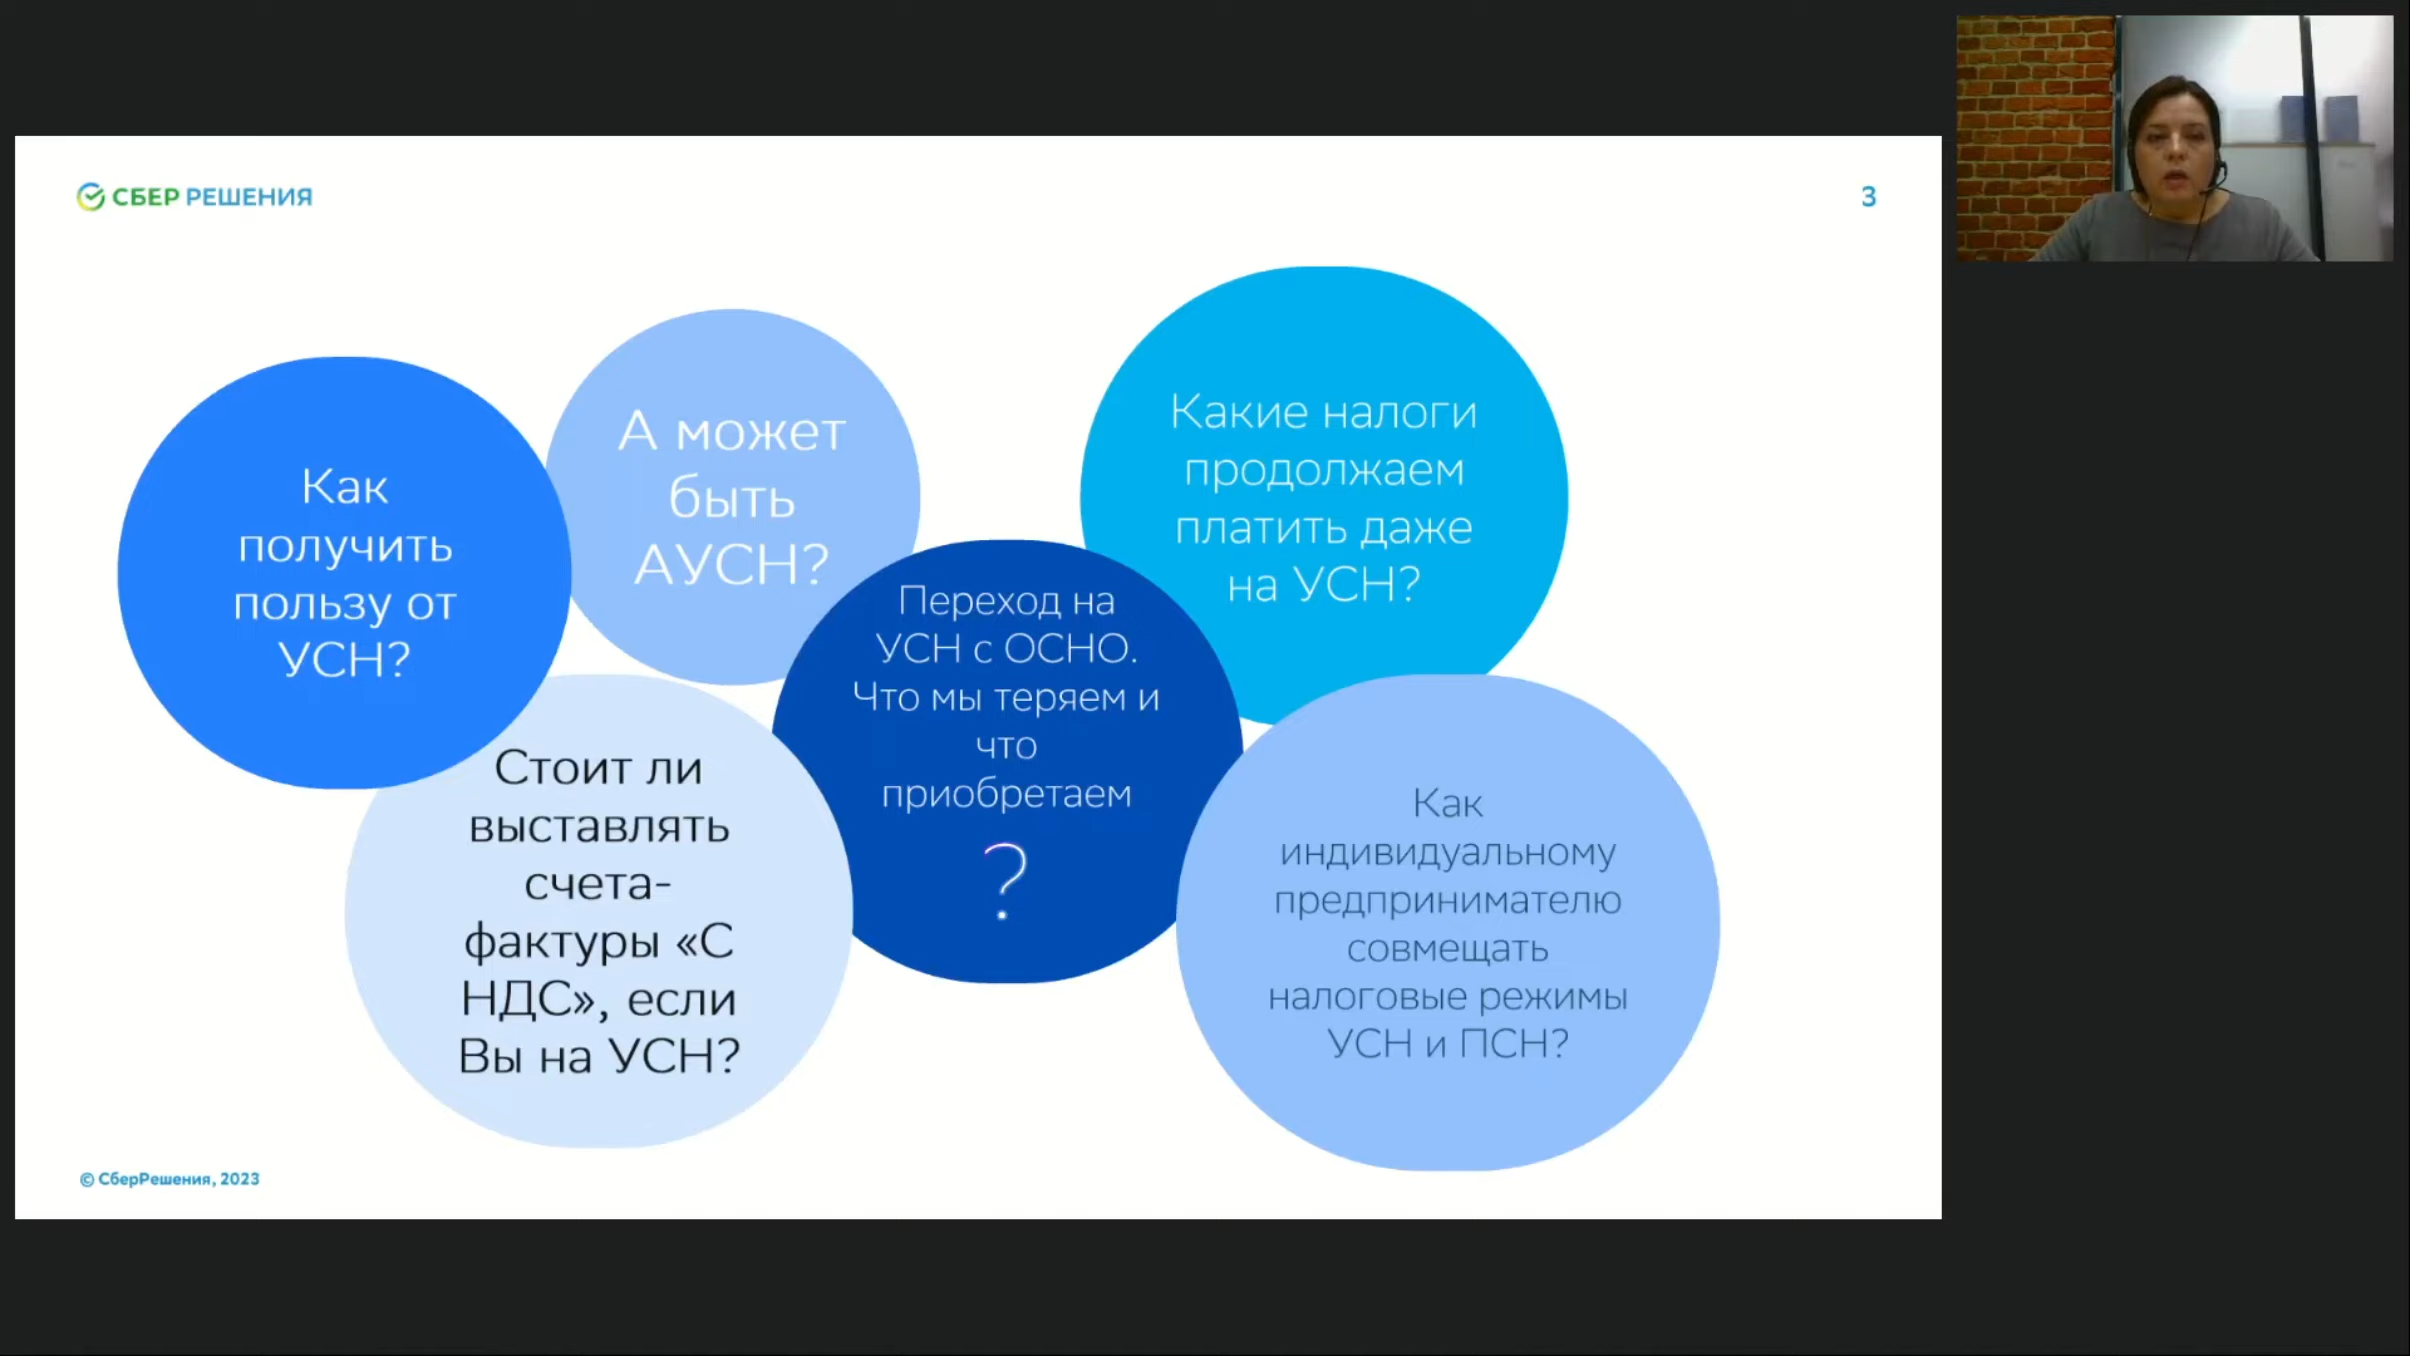 СБЕР РЕШЕНИЯ
3
Как
получить
пользу от
УСН?
А может
быть
АУСН?
Какие налоги
продолжаем
платить даже
на УСН?
Стоит ли
выставлять
счета-
фактуры «С
НДС», если
Вы на УСН?
Переход на
УСН с ОСНО.
Что мы теряем и
что
приобретаем
?
Как
индивидуальному
предпринимателю
совмещать
налоговые режимы
УСН и ПСН?
© СберРешения, 2023